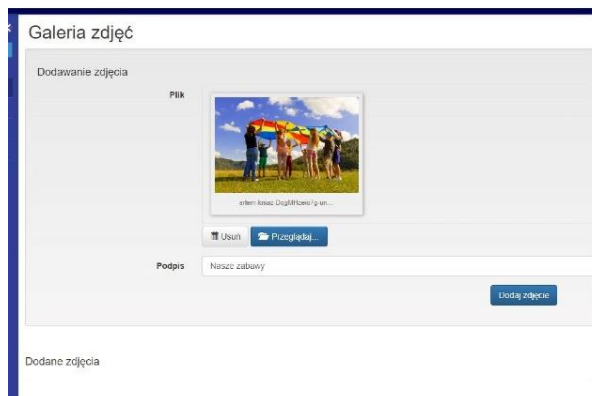 Galeria zdjęć
Dodawanie zdjęcia
Plik
Usuń
Przeglądaj...
Podpis
Nasze zabawy
Dodaj zdjęcie
Dodane zdjęcia